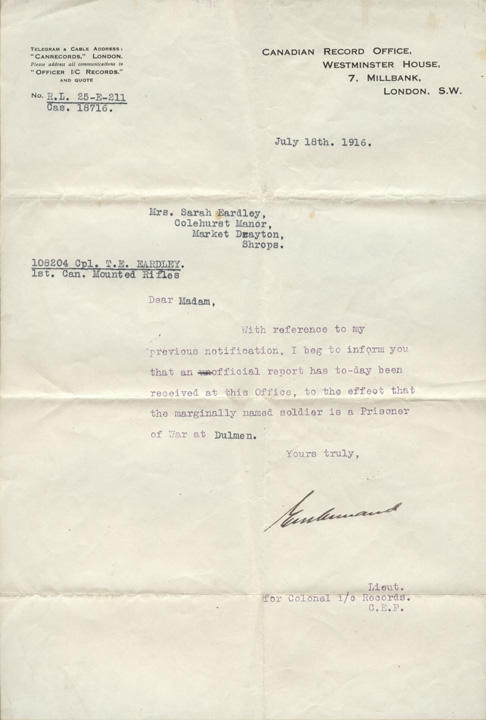 TELEGRAM & CABLE ADDRESS:
"CANRECORDS," LONDON.
Please address all communications to
"OFFICER I/C RECORDS,"
AND QUOTE
No. R.L. 25-E-211
Cas. 18716.
CANADIAN RECORD OFFICE,
WESTMINSTER HOUSE,
7, MILLBANK,
LONDON, S.W.
July 18th. 1916.
Mrs. Sarah Eardley,
Colehurst Manor,
Market Drayton,
Shrops.
108204 Cpl. T.E. EARDLEY.
1st. Can. Mounted Rifles
Dear Madam,
With reference to my
previous notification, I beg to inform you
that an unofficial report has to-day been
received at this Office, to the effect that
the marginally named soldier is a Prisoner
of War at Dulmen.
Yours truly,
Lieut.
for Colonel i/c Records.
C.E.F.